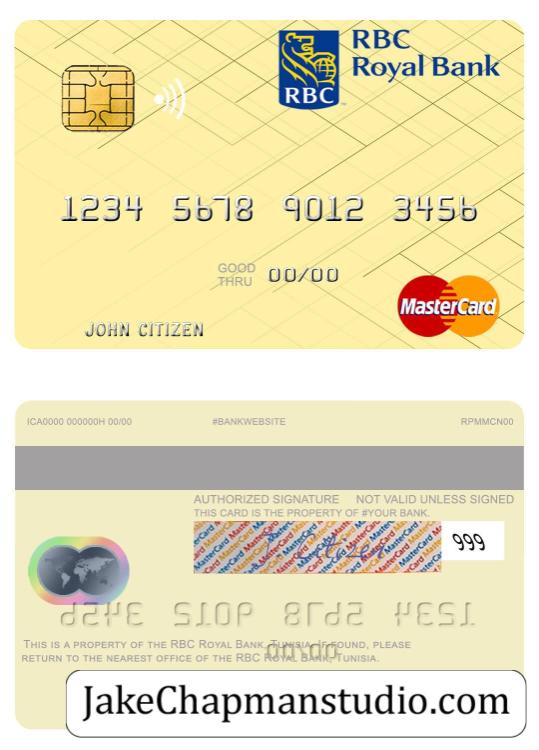 RBC
Royal Bank
RBC
1234 5678 9012 3456
GOOD
THRU 00/00
MasterCard
JOHN CITIZEN
ICA0000 000000H 00/00 #BANKWEBSITE RPMMCN00
AUTHORIZED SIGNATURE NOT VALID UNLESS SIGNED
THIS CARD IS THE PROPERTY OF #YOUR BANK.
MasterCard
J. Citizen
999
THIS IS A PROPERTY OF THE RBC ROYAL BANK, TUNISIA. IF FOUND, PLEASE
RETURN TO THE NEAREST OFFICE OF THE RBC ROYAL BANK, TUNISIA.
JakeChapmanstudio.com